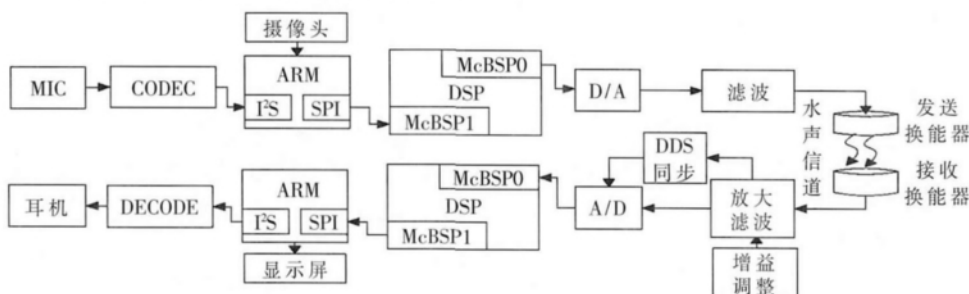 摄像头
MIC
CODEC
ARM
I²S
SPI
McBSP0
DSP
McBSP1
D/A
滤波
水声信道
发送
换能器
接收
换能器
耳机
DECODE
ARM
I²S
SPI
显示屏
McBSP0
DSP
McBSP1
A/D
DDS
同步
放大
滤波
增益
调整